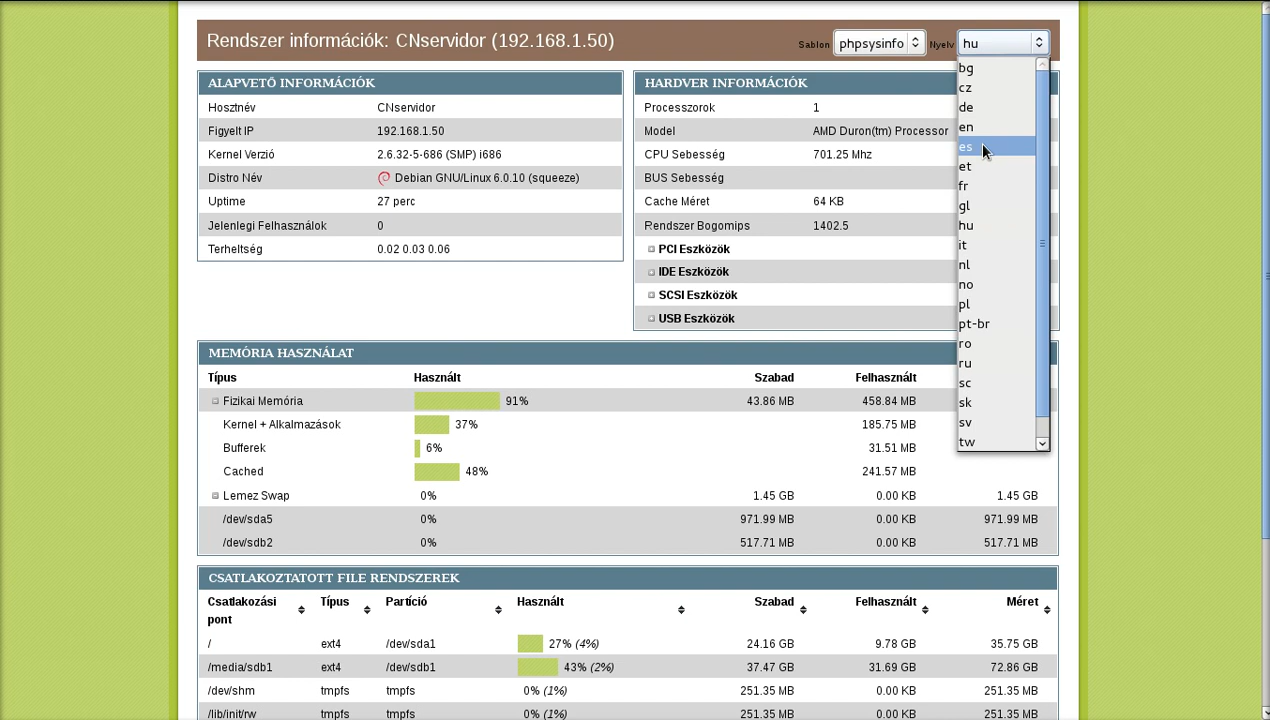 Rendszer információk: CNservidor (192.168.1.50)
Sablon phpsysinfo Nyelv hu
bg
cz
de
en
es
et
fr
gl
hu
it
nl
no
pl
pt-br
ro
ru
sc
sk
sv
tw
ALAPVETŐ INFORMÁCIÓK
Hosztnév CNservidor
Figyelt IP 192.168.1.50
Kernel Verzió 2.6.32-5-686 (SMP) i686
Distro Név Debian GNU/Linux 6.0.10 (squeeze)
Uptime 27 perc
Jelenlegi Felhasználok 0
Terheltség 0.02 0.03 0.06
HARDVER INFORMÁCIÓK
Processzorok 1
Model AMD Duron(tm) Processor
CPU Sebesség 701.25 Mhz
BUS Sebesség
Cache Méret 64 KB
Rendszer Bogomips 1402.5
PCI Eszközök
IDE Eszközök
SCSI Eszközök
USB Eszközök
MEMÓRIA HASZNÁLAT
Típus Használt Szabad Felhasznált
Fizikai Memória 91% 43.86 MB 458.84 MB
Kernel + Alkalmazások 37% 185.75 MB
Bufferek 6% 31.51 MB
Cached 48% 241.57 MB
Lemez Swap 0% 1.45 GB 0.00 KB 1.45 GB
/dev/sda5 0% 971.99 MB 0.00 KB 971.99 MB
/dev/sdb2 0% 517.71 MB 0.00 KB 517.71 MB
CSATLAKOZTATOTT FILE RENDSZEREK
Csatlakozási Típus Partíció Használt Szabad Felhasznált Méret
pont
/ ext4 /dev/sda1 27% (4%) 24.16 GB 9.78 GB 35.75 GB
/media/sdb1 ext4 /dev/sdb1 43% (2%) 37.47 GB 31.69 GB 72.86 GB
/dev/shm tmpfs tmpfs 0% (1%) 251.35 MB 0.00 KB 251.35 MB
/lib/init/rw tmpfs tmpfs 0% (1%) 251.35 MB 0.00 KB 251.35 MB